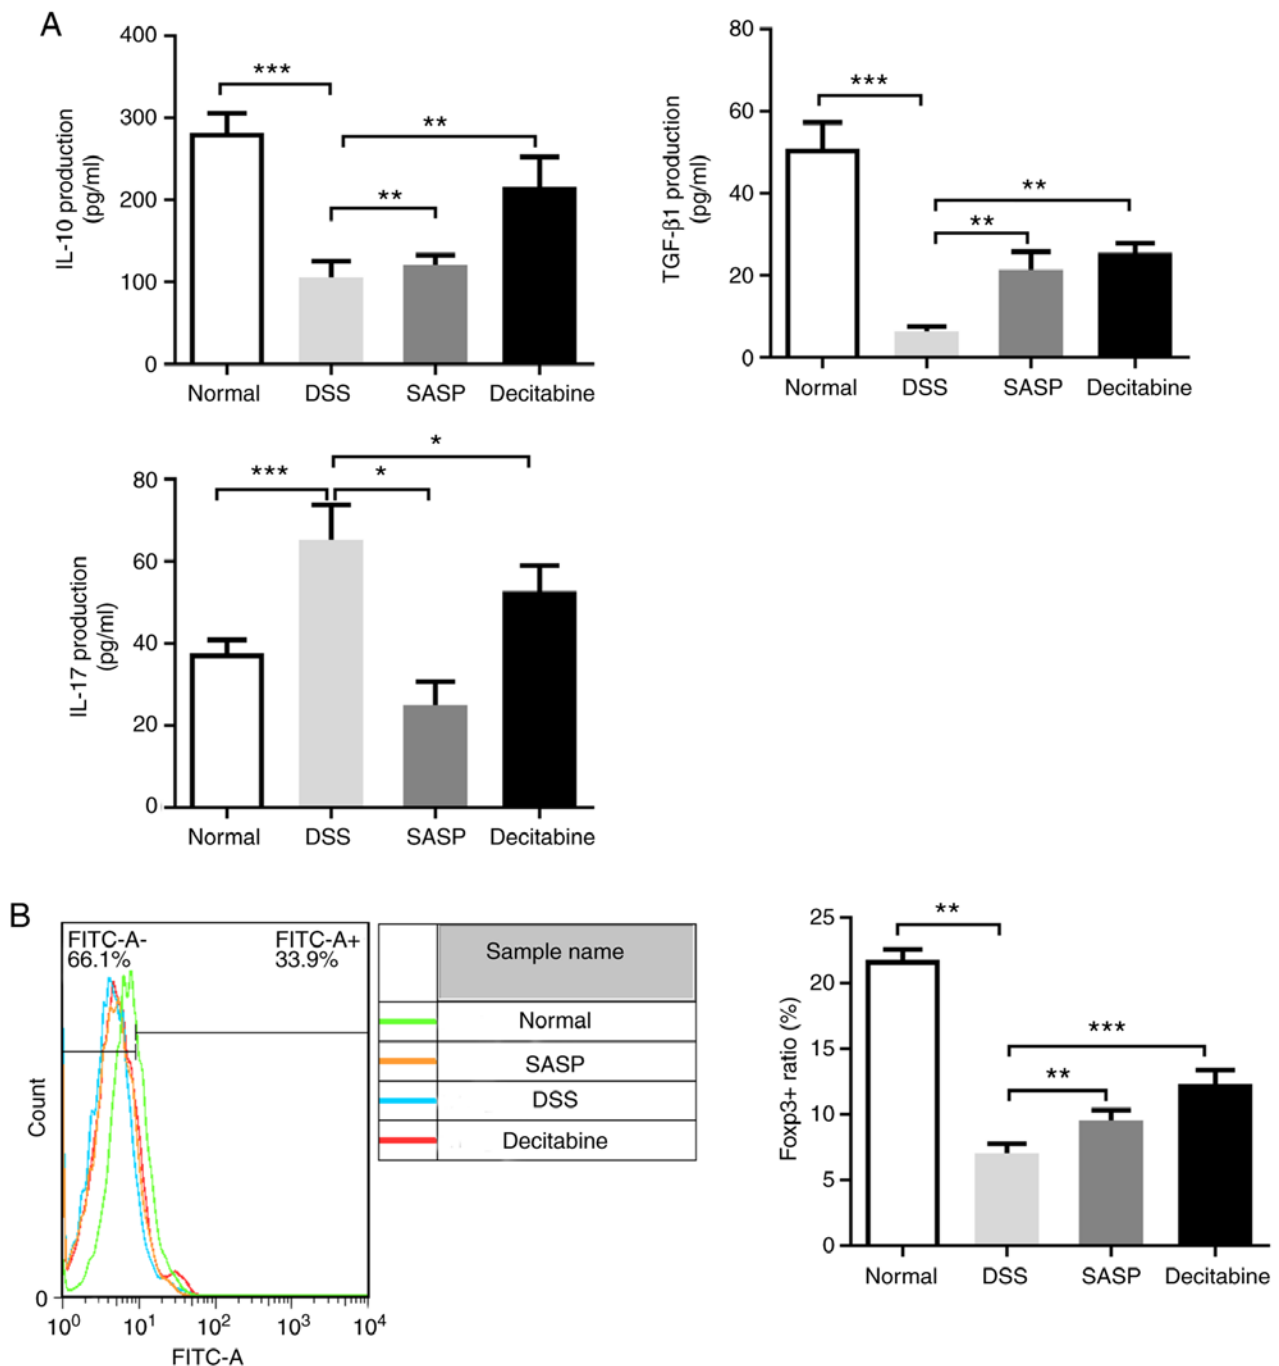 A
IL-10 production
(pg/ml)
400
300
200
100
0
***
**
**
Normal DSS SASP Decitabine
TGF-β1 production
(pg/ml)
80
60
40
20
0
***
**
**
Normal DSS SASP Decitabine
IL-17 production
(pg/ml)
80
60
40
20
0
*
***
*
Normal DSS SASP Decitabine
B
FITC-A-
66.1%
FITC-A+
33.9%
Count
0
10⁰ 10¹ 10² 10³ 10⁴
FITC-A
Sample name
Normal
SASP
DSS
Decitabine
Foxp3+ ratio (%)
25
20
15
10
5
0
**
***
**
Normal DSS SASP Decitabine